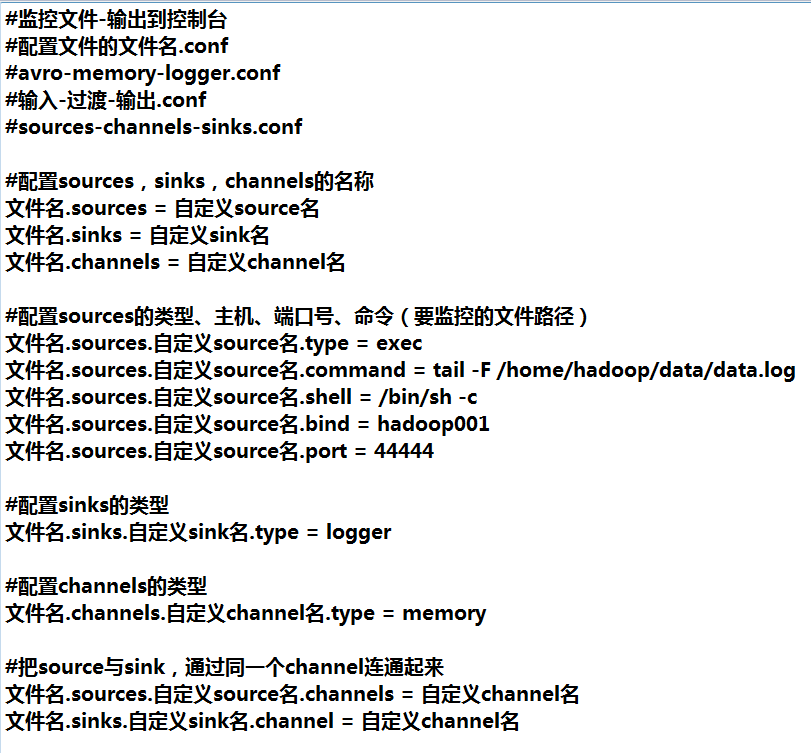 #监控文件-输出到控制台
#配置文件的文件名.conf
#avro-memory-logger.conf
#输入-过渡-输出.conf
#sources-channels-sinks.conf
#配置sources，sinks，channels的名称
文件名.sources = 自定义source名
文件名.sinks = 自定义sink名
文件名.channels = 自定义channel名
#配置sources的类型、主机、端口号、命令（要监控的文件路径）
文件名.sources.自定义source名.type = exec
文件名.sources.自定义source名.command = tail -F /home/hadoop/data/data.log
文件名.sources.自定义source名.shell = /bin/sh -c
文件名.sources.自定义source名.bind = hadoop001
文件名.sources.自定义source名.port = 44444
#配置sinks的类型
文件名.sinks.自定义sink名.type = logger
#配置channels的类型
文件名.channels.自定义channel名.type = memory
#把source与sink，通过同一个channel连通起来
文件名.sources.自定义source名.channels = 自定义channel名
文件名.sinks.自定义sink名.channel = 自定义channel名